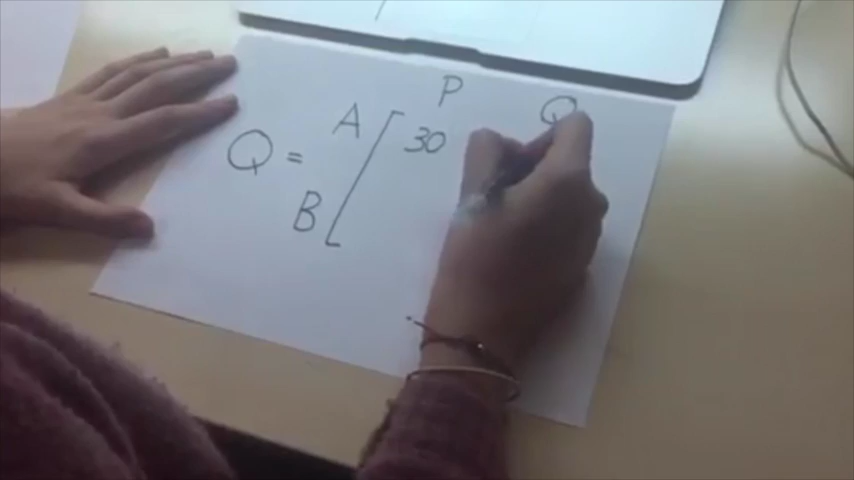 P Q
A [ 30
Q =
B